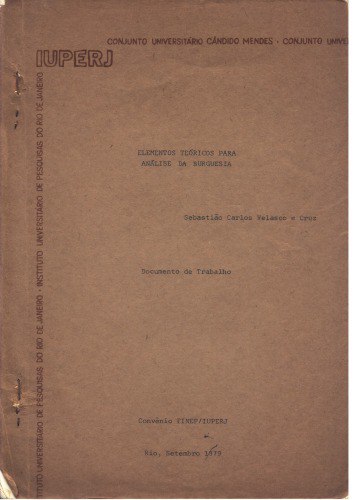 CONJUNTO UNIVERSITÁRIO CÂNDIDO MENDES · CONJUNTO UNIVE
IUPERJ
ELEMENTOS TEÓRICOS PARA
ANÁLISE DA BURGUESIA
Sebastião Carlos Velasco e Cruz
Documento de Trabalho
Convênio FINEP/IUPERJ
Rio, Setembro 1979
TITUTO UNIVERSITÁRIO DE PESQUISAS DO RIO DE JANEIRO · INSTITUTO UNIVERSITÁRIO DE PESQUISAS DO RIO DE JANEIRO